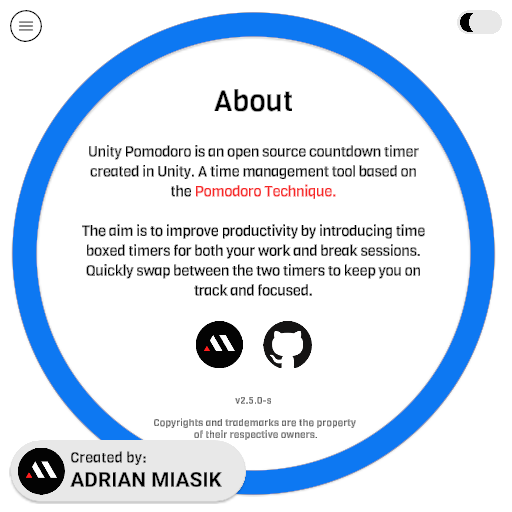 About
Unity Pomodoro is an open source countdown timer
created in Unity. A time management tool based on
the Pomodoro Technique.
The aim is to improve productivity by introducing time
boxed timers for both your work and break sessions.
Quickly swap between the two timers to keep you on
track and focused.
v2.5.0-s
Copyrights and trademarks are the property
of their respective owners.
Created by:
ADRIAN MIASIK